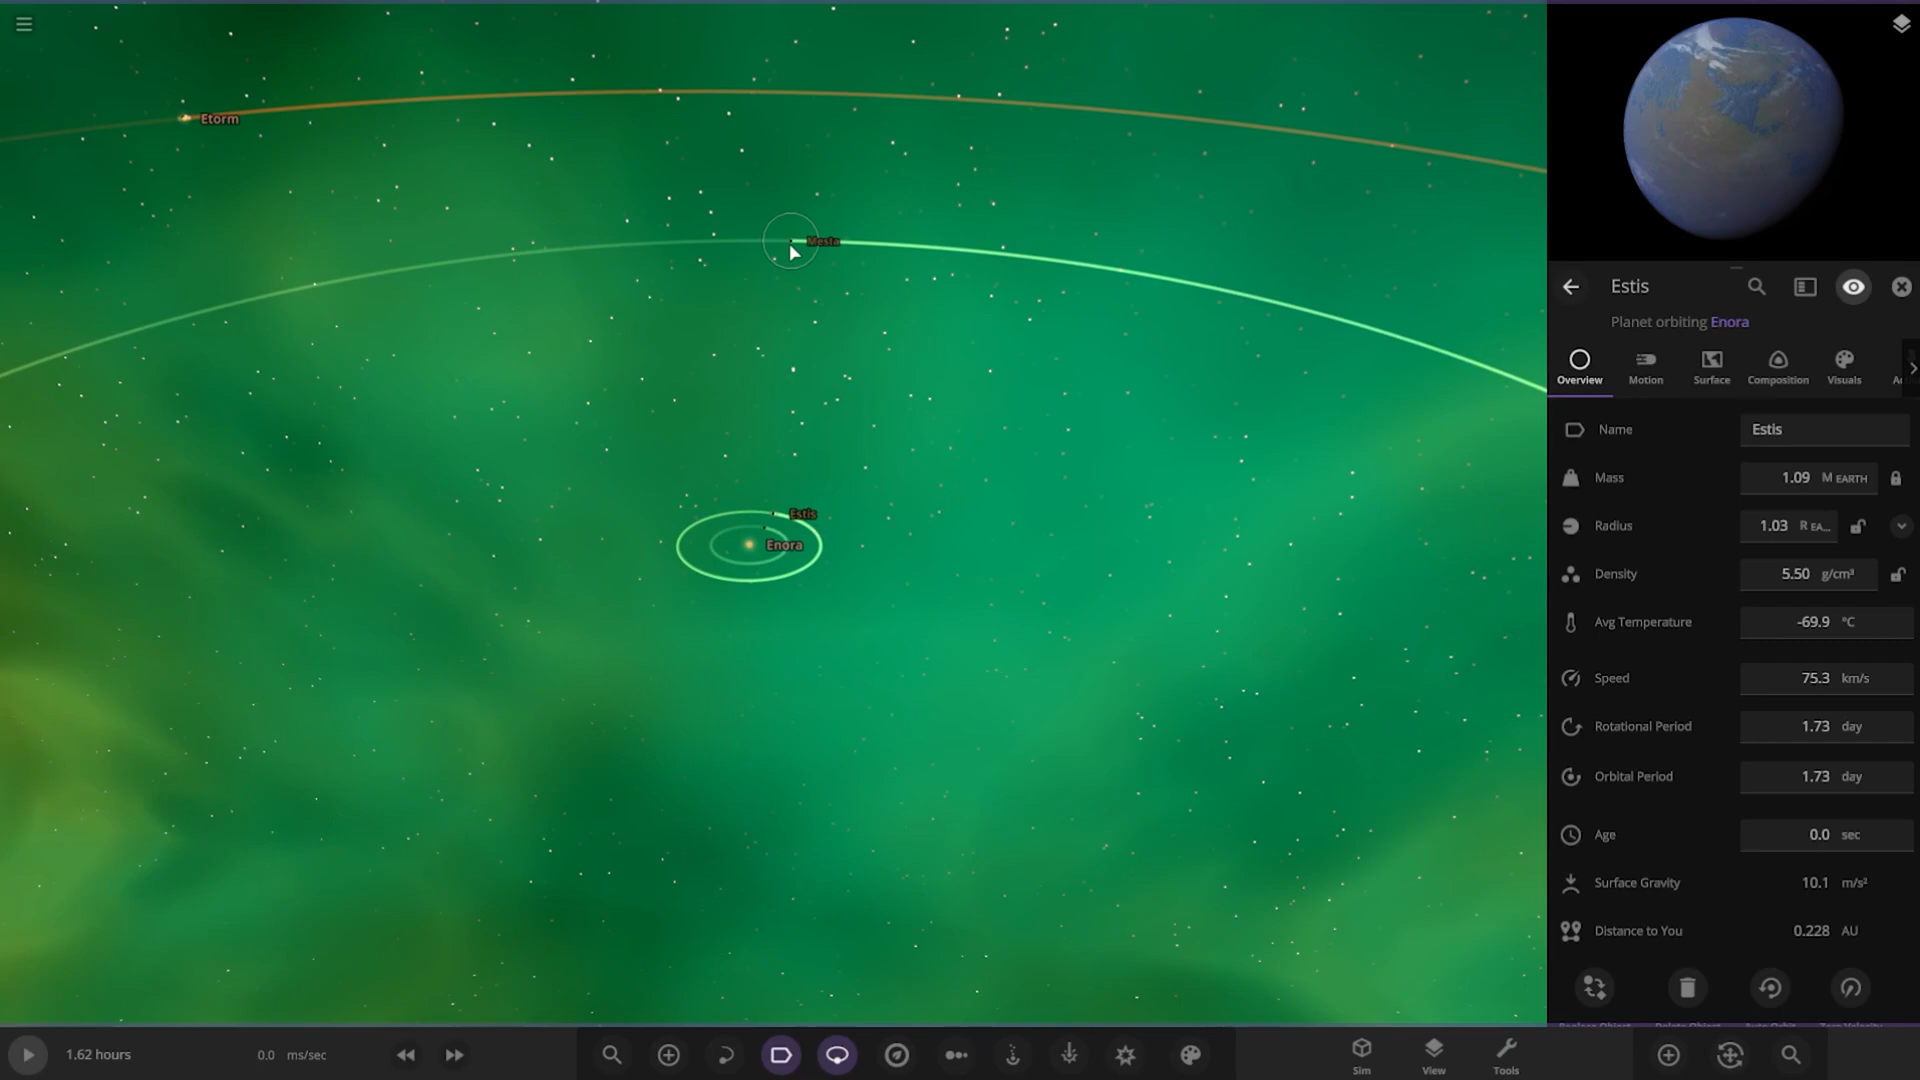 Etorm
Mesta
Estis
Enora
Estis
Planet orbiting Enora
Overview
Motion
Surface
Composition
Visuals
Name Estis
Mass 1.09 M EARTH
Radius 1.03 R EA...
Density 5.50 g/cm³
Avg Temperature -69.9 °C
Speed 75.3 km/s
Rotational Period 1.73 day
Orbital Period 1.73 day
Age 0.0 sec
Surface Gravity 10.1 m/s²
Distance to You 0.228 AU
1.62 hours
0.0 ms/sec
Sim
View
Tools